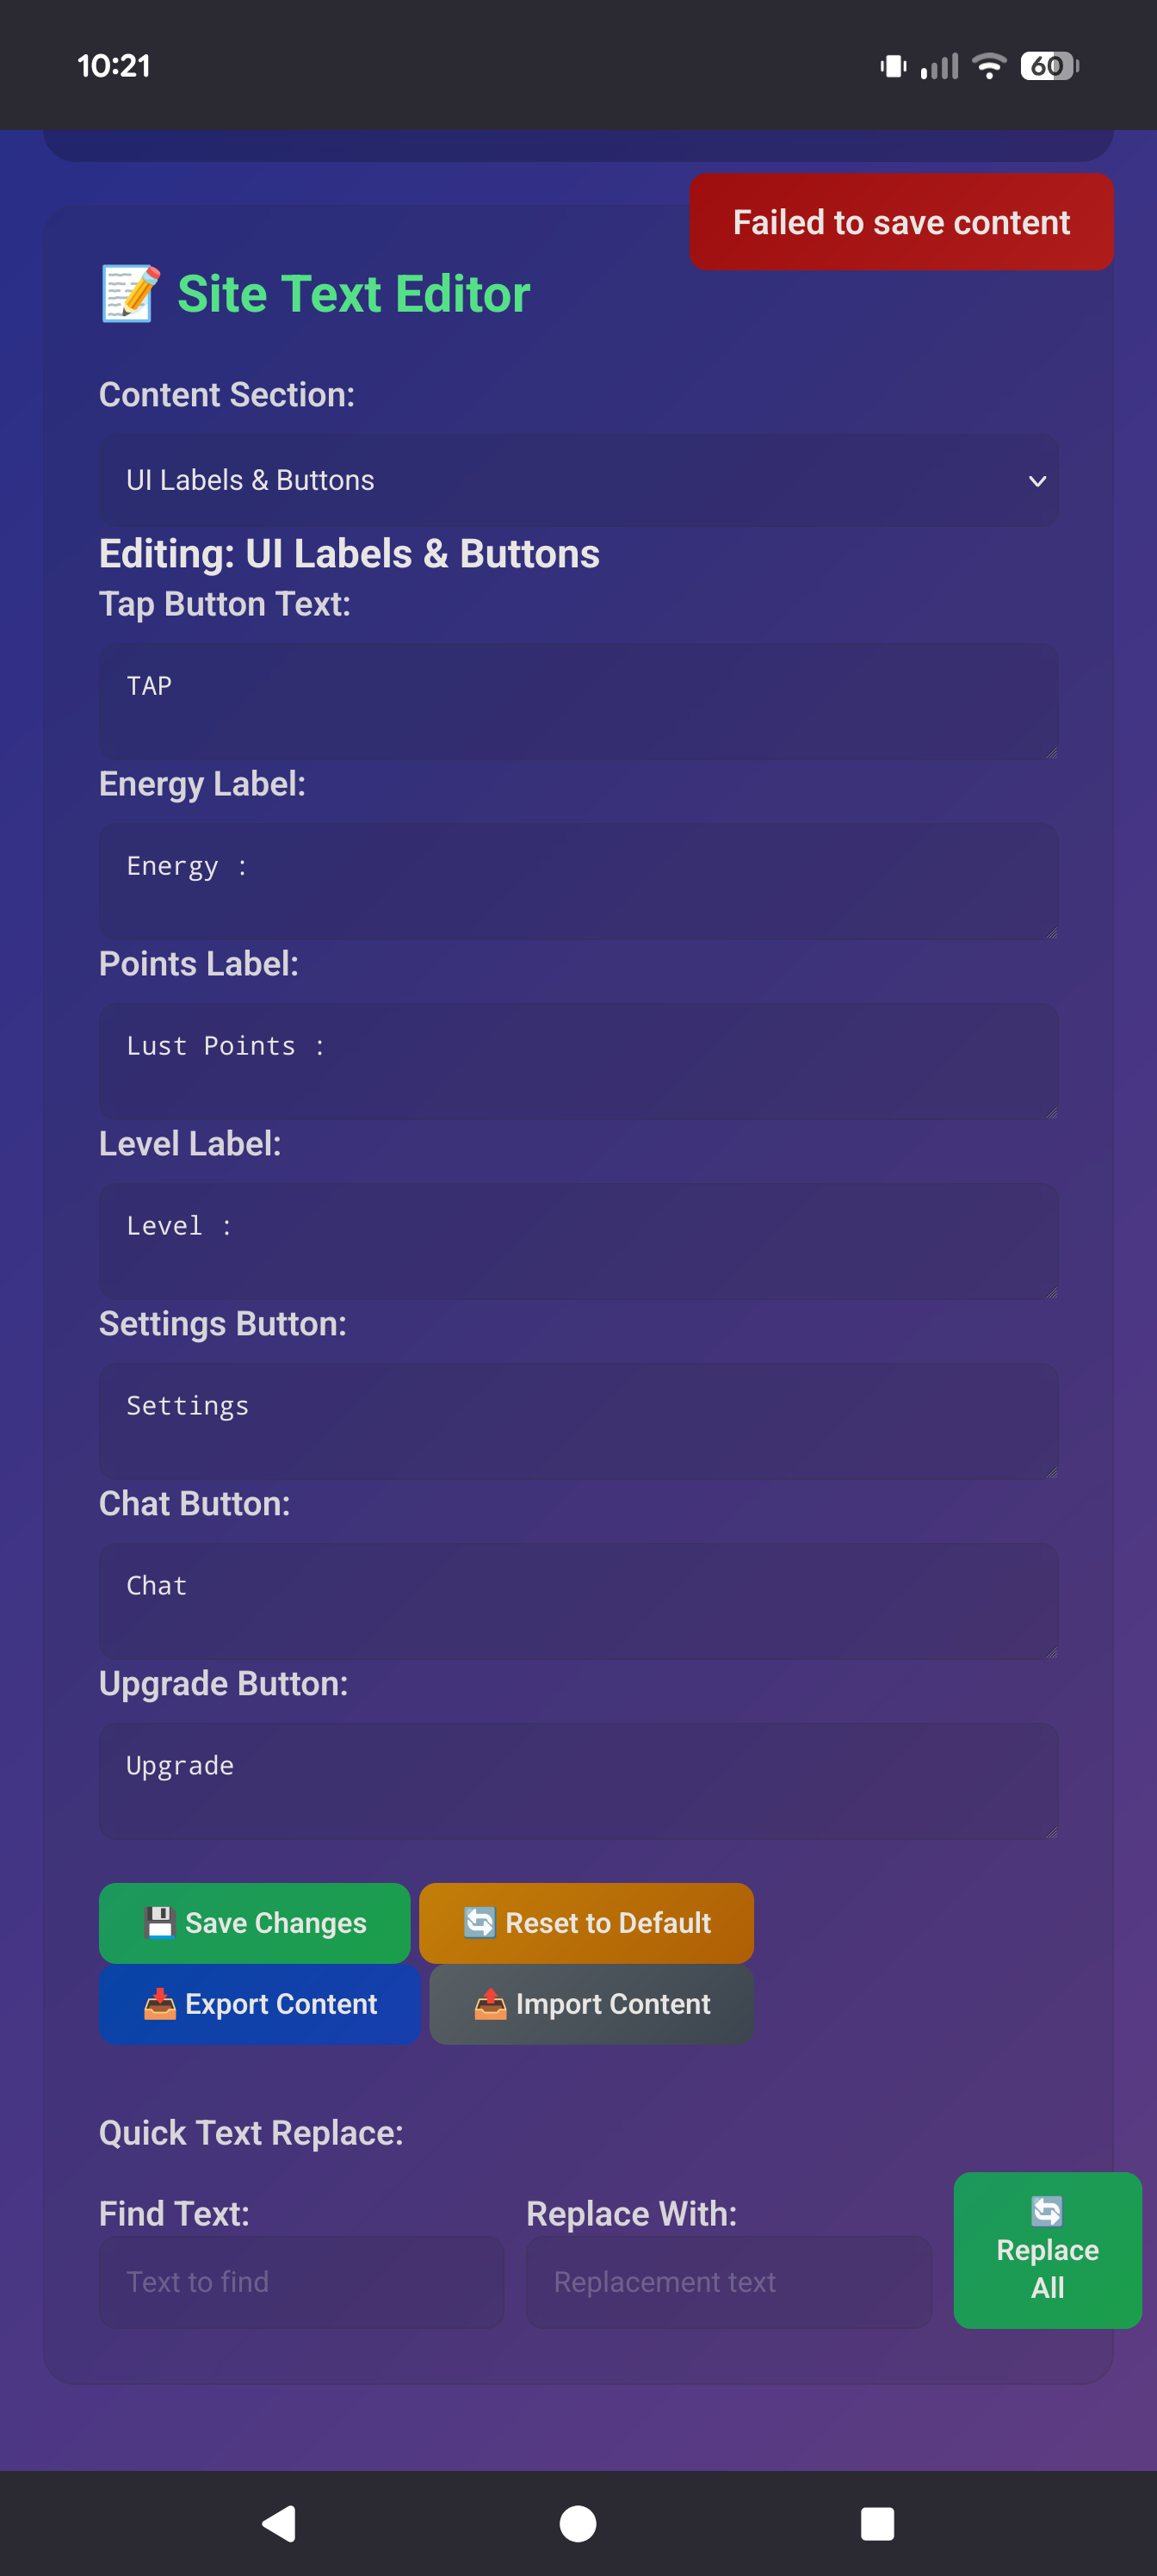 10:21
60
Failed to save content
📝 Site Text Editor
Content Section:
UI Labels & Buttons
Editing: UI Labels & Buttons
Tap Button Text:
TAP
Energy Label:
Energy :
Points Label:
Lust Points :
Level Label:
Level :
Settings Button:
Settings
Chat Button:
Chat
Upgrade Button:
Upgrade
💾 Save Changes
🔄 Reset to Default
📥 Export Content
📤 Import Content
Quick Text Replace:
Find Text:
Text to find
Replace With:
Replacement text
🔄
Replace
All